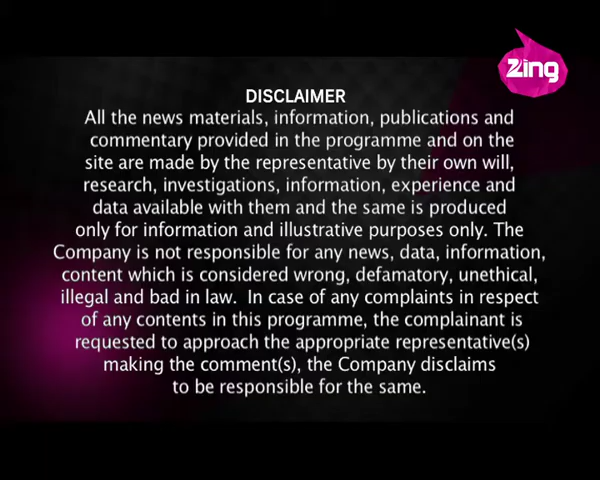 Zing
DISCLAIMER
All the news materials, information, publications and
commentary provided in the programme and on the
site are made by the representative by their own will,
research, investigations, information, experience and
data available with them and the same is produced
only for information and illustrative purposes only. The
Company is not responsible for any news, data, information,
content which is considered wrong, defamatory, unethical,
illegal and bad in law. In case of any complaints in respect
of any contents in this programme, the complainant is
requested to approach the appropriate representative(s)
making the comment(s), the Company disclaims
to be responsible for the same.